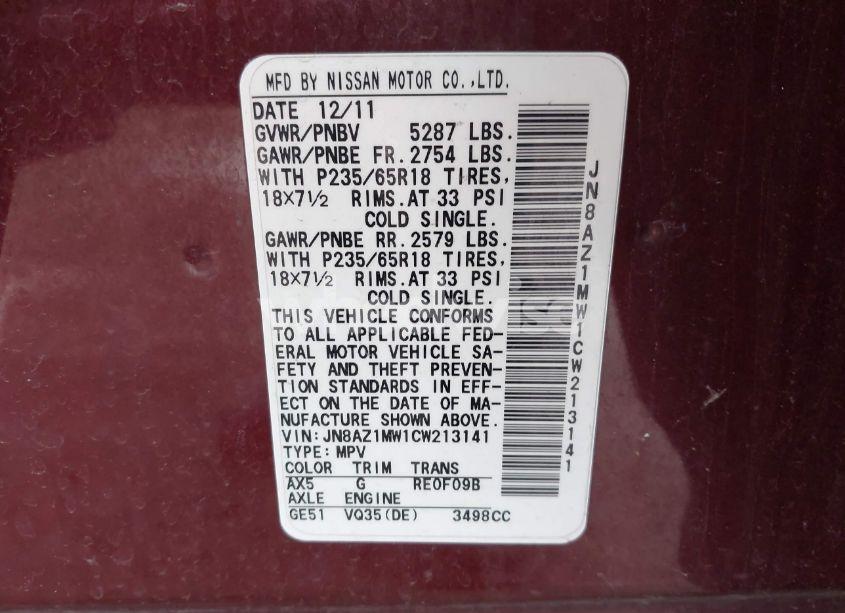 MFD BY NISSAN MOTOR CO.,LTD.
DATE 12/11
GVWR/PNBV 5287 LBS.
GAWR/PNBE FR. 2754 LBS.
WITH P235/65R18 TIRES,
18×7½ RIMS.AT 33 PSI
COLD SINGLE.
GAWR/PNBE RR. 2579 LBS.
WITH P235/65R18 TIRES,
18×7½ RIMS.AT 33 PSI
COLD SINGLE.
THIS VEHICLE CONFORMS
TO ALL APPLICABLE FED-
ERAL MOTOR VEHICLE SA-
FETY AND THEFT PREVEN-
TION STANDARDS IN EFF-
ECT ON THE DATE OF MA-
NUFACTURE SHOWN ABOVE.
VIN:JN8AZ1MW1CW213141
TYPE:MPV
COLOR TRIM TRANS
AX5 G RE0F09B
AXLE ENGINE
GE51 VQ35(DE) 3498CC
JN8AZ1MW1CW213141